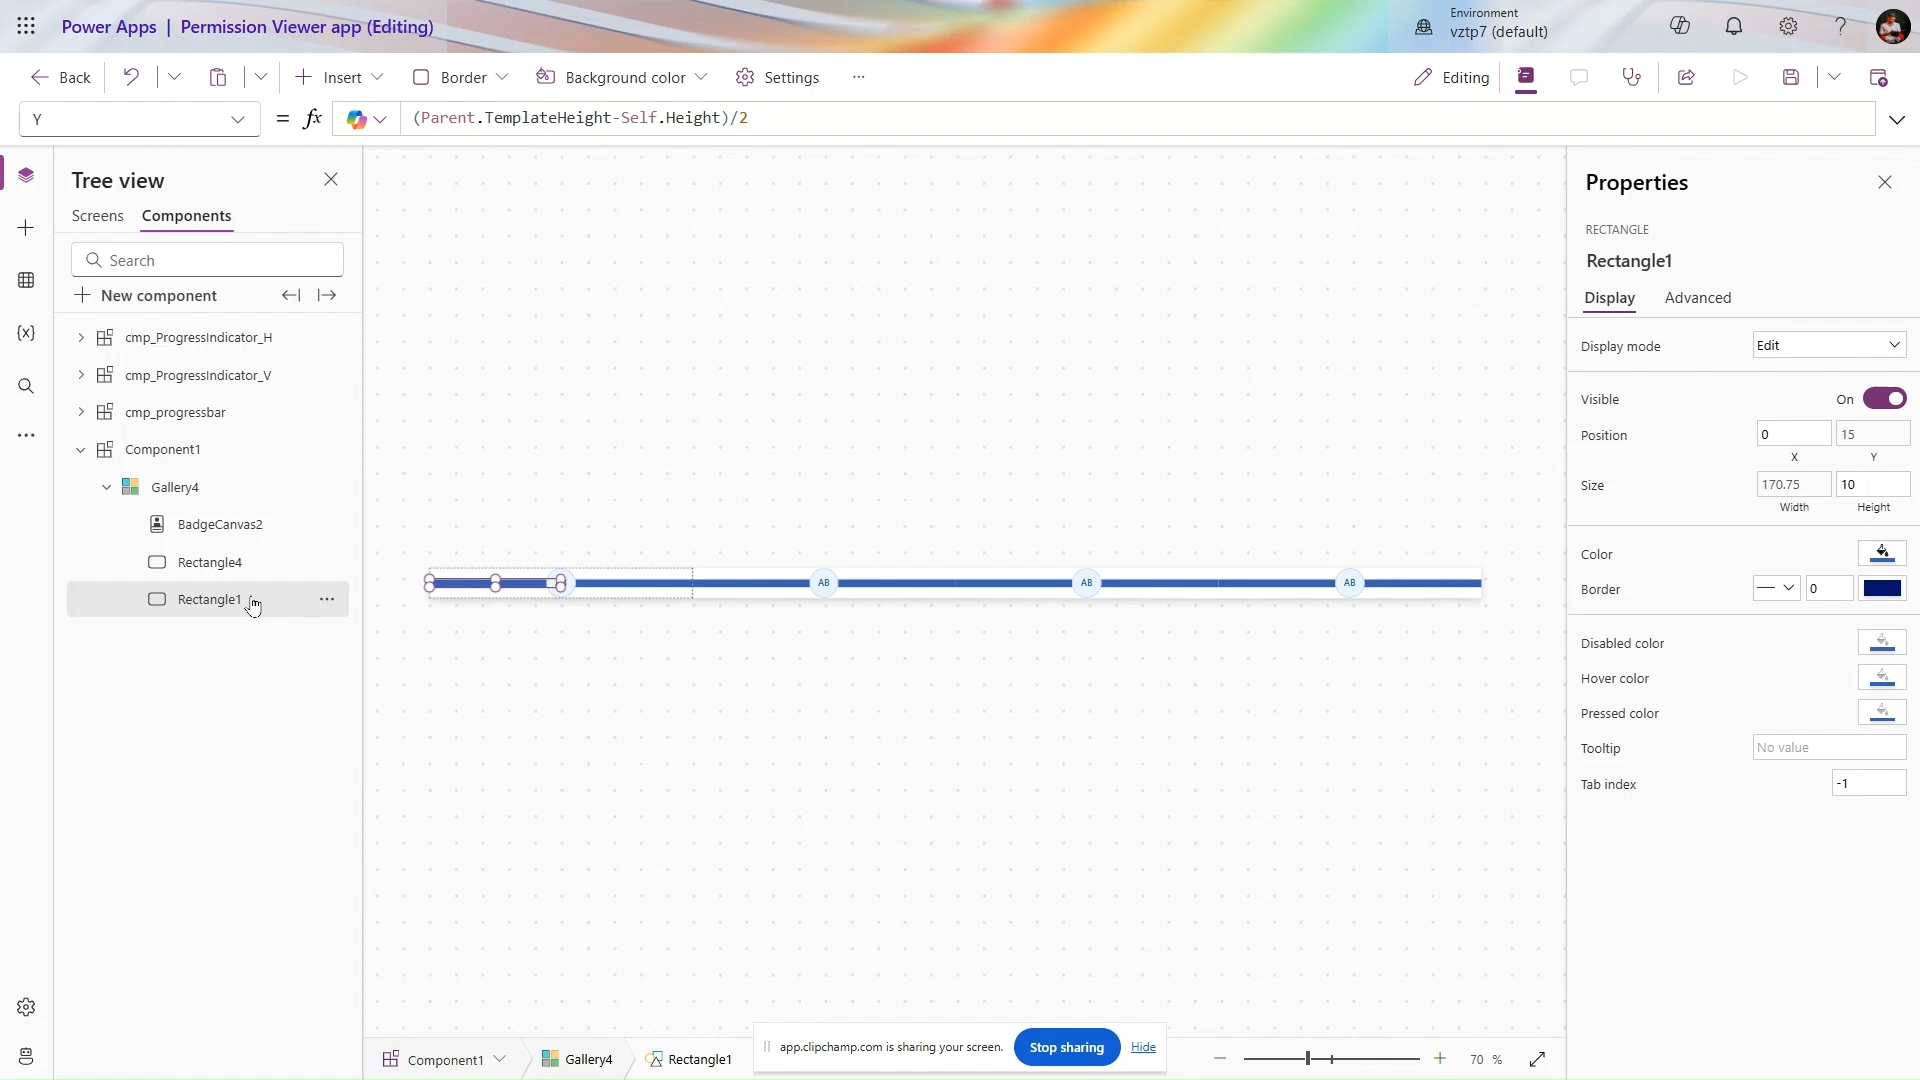 Power Apps | Permission Viewer app (Editing)
Environment
vztp7 (default)
Back
Insert
Border
Background color
Settings
Editing
Y
= fx
(Parent.TemplateHeight-Self.Height)/2
Tree view
Screens
Components
Search
New component
cmp_ProgressIndicator_H
cmp_ProgressIndicator_V
cmp_progressbar
Component1
Gallery4
BadgeCanvas2
Rectangle4
Rectangle1
AB
AB
AB
Properties
RECTANGLE
Rectangle1
Display
Advanced
Display mode
Edit
Visible
On
Position
0
15
X
Y
Size
170.75
10
Width
Height
Color
Border
0
Disabled color
Hover color
Pressed color
Tooltip
No value
Tab index
-1
Component1
Gallery4
Rectangle1
app.clipchamp.com is sharing your screen.
Stop sharing
Hide
70 %